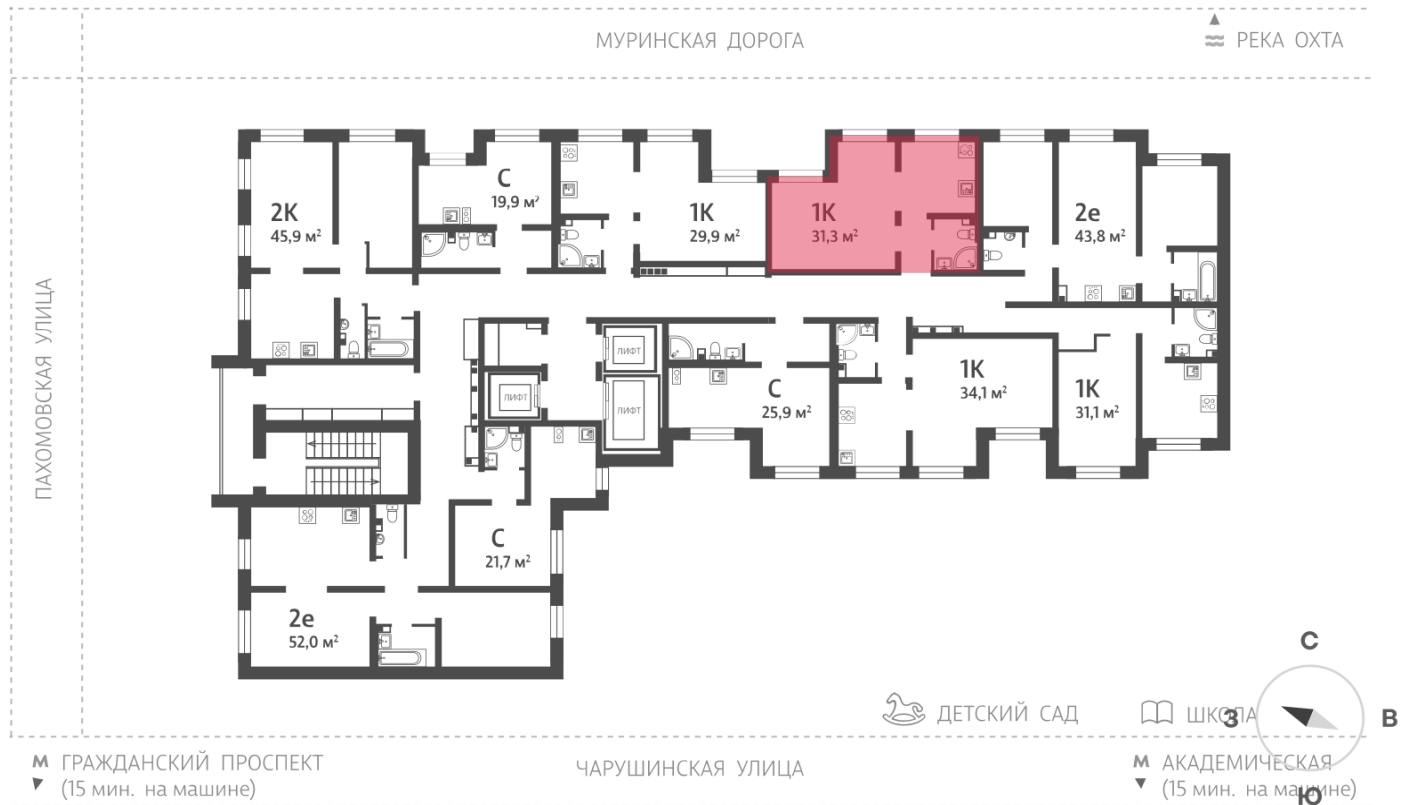 МУРИНСКАЯ ДОРОГА
РЕКА ОХТА
ПАХОМОВСКАЯ УЛИЦА
2К
45,9 м²
С
19,9 м²
1К
29,9 м²
1К
31,3 м²
2е
43,8 м²
ЛИФТ
ЛИФТ
ЛИФТ
С
25,9 м²
1К
34,1 м²
1К
31,1 м²
С
21,7 м²
2е
52,0 м²
ДЕТСКИЙ САД
ШКОЛА
С
З
В
Ю
М ГРАЖДАНСКИЙ ПРОСПЕКТ
(15 мин. на машине)
ЧАРУШИНСКАЯ УЛИЦА
М АКАДЕМИЧЕСКАЯ
(15 мин. на машине)